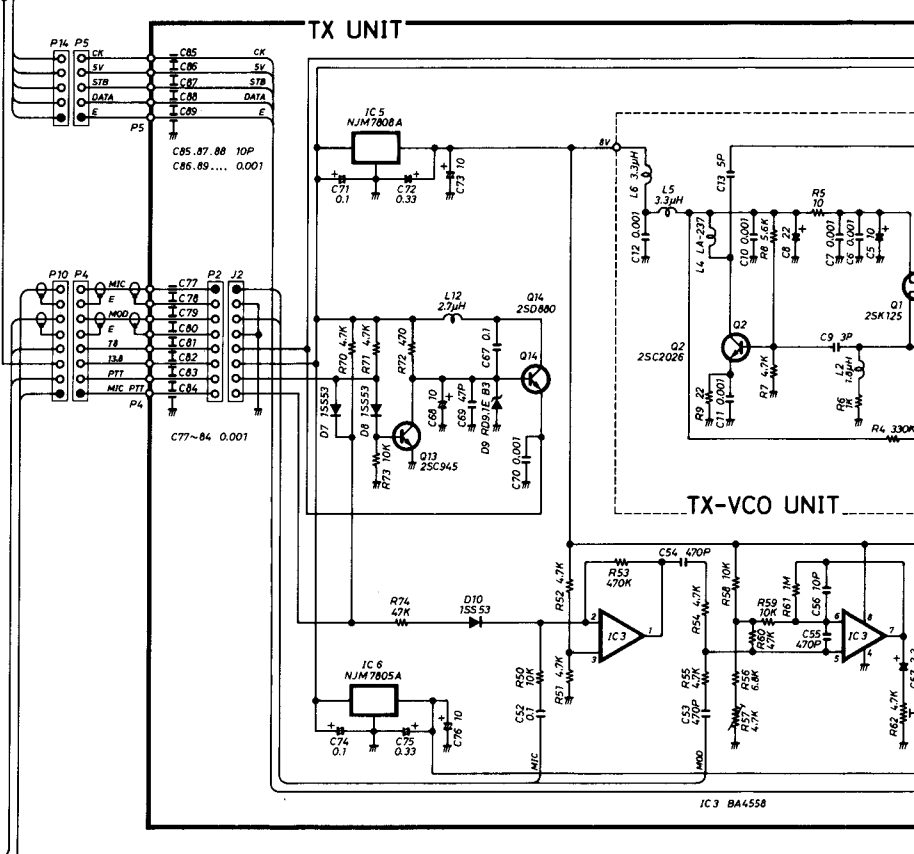 TX UNIT
P14 P5
CK C85 CK
5V C86 5V
STB C87 STB
DATA C88 DATA
E C89 E
P5
C85.87.88 10P
C86.89.... 0.001
IC5
NJM7808A
C71
0.1
C72
0.33
C73 10
8V
L6 3.3µH
L5
3.3µH
C13 5P
C12 0.001
L4 LA-237
C10 0.001
R8 5.6K
C8 22
R5
10
C7 0.001
C6 0.001
C5 10
Q1
2SK125
Q2
Q2
2SC2026
C9 3P
L2
1.8µH
R6
1K
R7 4.7K
R9 22
C11 0.001
R4 330K
TX-VCO UNIT
P10 P4
P2 J2
MIC C77
E C78
MOD C79
E C80
T8 C81
13.8 C82
PTT C83
MIC PTT C84
P4
C77~84 0.001
L12
2.7µH
Q14
2SD880
R70 4.7K
R71 4.7K
R72 470
C67 0.1
Q14
D7 1SS53
D8 1SS53
C68 10
C69 47P
D9 RD9.1E B3
R73 10K
Q13
2SC945
C70 0.001
R74
47K
D10
1SS53
R52 4.7K
R53
470K
C54 470P
2
3
1
IC3
R51 4.7K
R50
10K
C52
0.1
MIC
R54 4.7K
R55
4.7K
C53
470P
MOD
R58 10K
R59
10K
R60
47K
R61 1M
C56 10P
C55
470P
6
5
8
7
4
IC3
R56
6.8K
R57
4.7K
R62 4.7K
IC6
NJM7805A
C74
0.1
C75
0.33
C76 10
IC3 BA4558